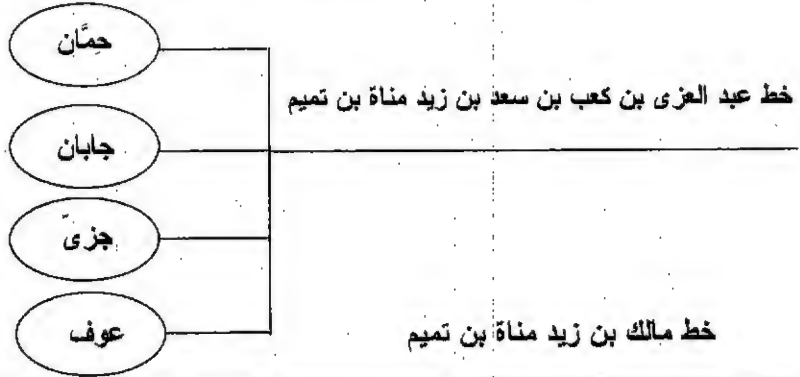 حِمَّان
خط عبد العزى بن كعب بن سعد بن زيد مناة بن تميم
جابان
جزىّ
عوف
خط مالك بن زيد مناة بن تميم